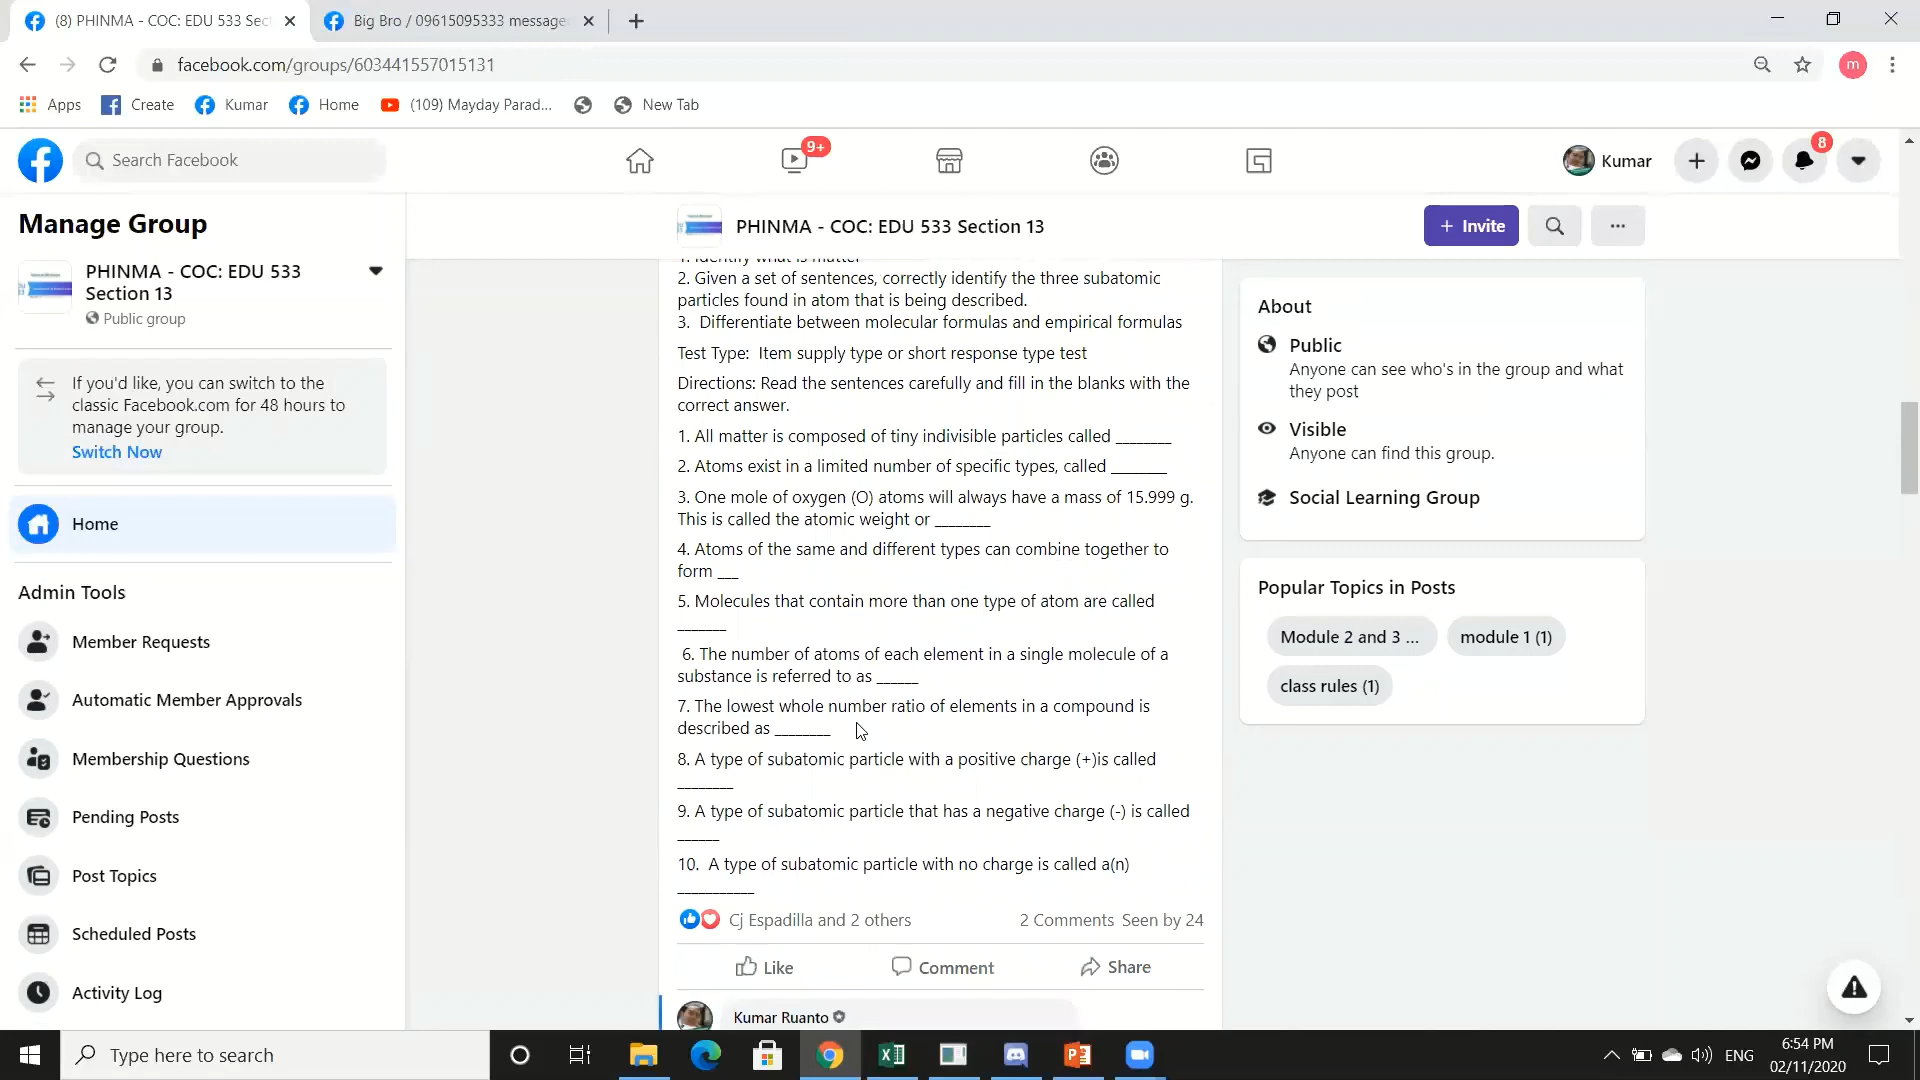 (8) PHINMA - COC: EDU 533 Sect
Big Bro / 09615095333 message
facebook.com/groups/603441557015131
m
Apps
Create
Kumar
Home
(109) Mayday Parad...
New Tab
Search Facebook
9+
Kumar
8
Manage Group
PHINMA - COC: EDU 533
Section 13
Public group
If you'd like, you can switch to the
classic Facebook.com for 48 hours to
manage your group.
Switch Now
Home
Admin Tools
Member Requests
Automatic Member Approvals
Membership Questions
Pending Posts
Post Topics
Scheduled Posts
Activity Log
PHINMA - COC: EDU 533 Section 13
+ Invite
1. Identify what is matter
2. Given a set of sentences, correctly identify the three subatomic
particles found in atom that is being described.
3.  Differentiate between molecular formulas and empirical formulas
Test Type:  Item supply type or short response type test
Directions: Read the sentences carefully and fill in the blanks with the
correct answer.
1. All matter is composed of tiny indivisible particles called ________
2. Atoms exist in a limited number of specific types, called ________
3. One mole of oxygen (O) atoms will always have a mass of 15.999 g.
This is called the atomic weight or ________
4. Atoms of the same and different types can combine together to
form ___
5. Molecules that contain more than one type of atom are called
_______
6. The number of atoms of each element in a single molecule of a
substance is referred to as ______
7. The lowest whole number ratio of elements in a compound is
described as ________
8. A type of subatomic particle with a positive charge (+)is called
________
9. A type of subatomic particle that has a negative charge (-) is called
______
10.  A type of subatomic particle with no charge is called a(n)
___________
Cj Espadilla and 2 others
2 Comments  Seen by 24
Like
Comment
Share
Kumar Ruanto
About
Public
Anyone can see who's in the group and what
they post
Visible
Anyone can find this group.
Social Learning Group
Popular Topics in Posts
Module 2 and 3 ...
module 1 (1)
class rules (1)
Type here to search
ENG
6:54 PM
02/11/2020